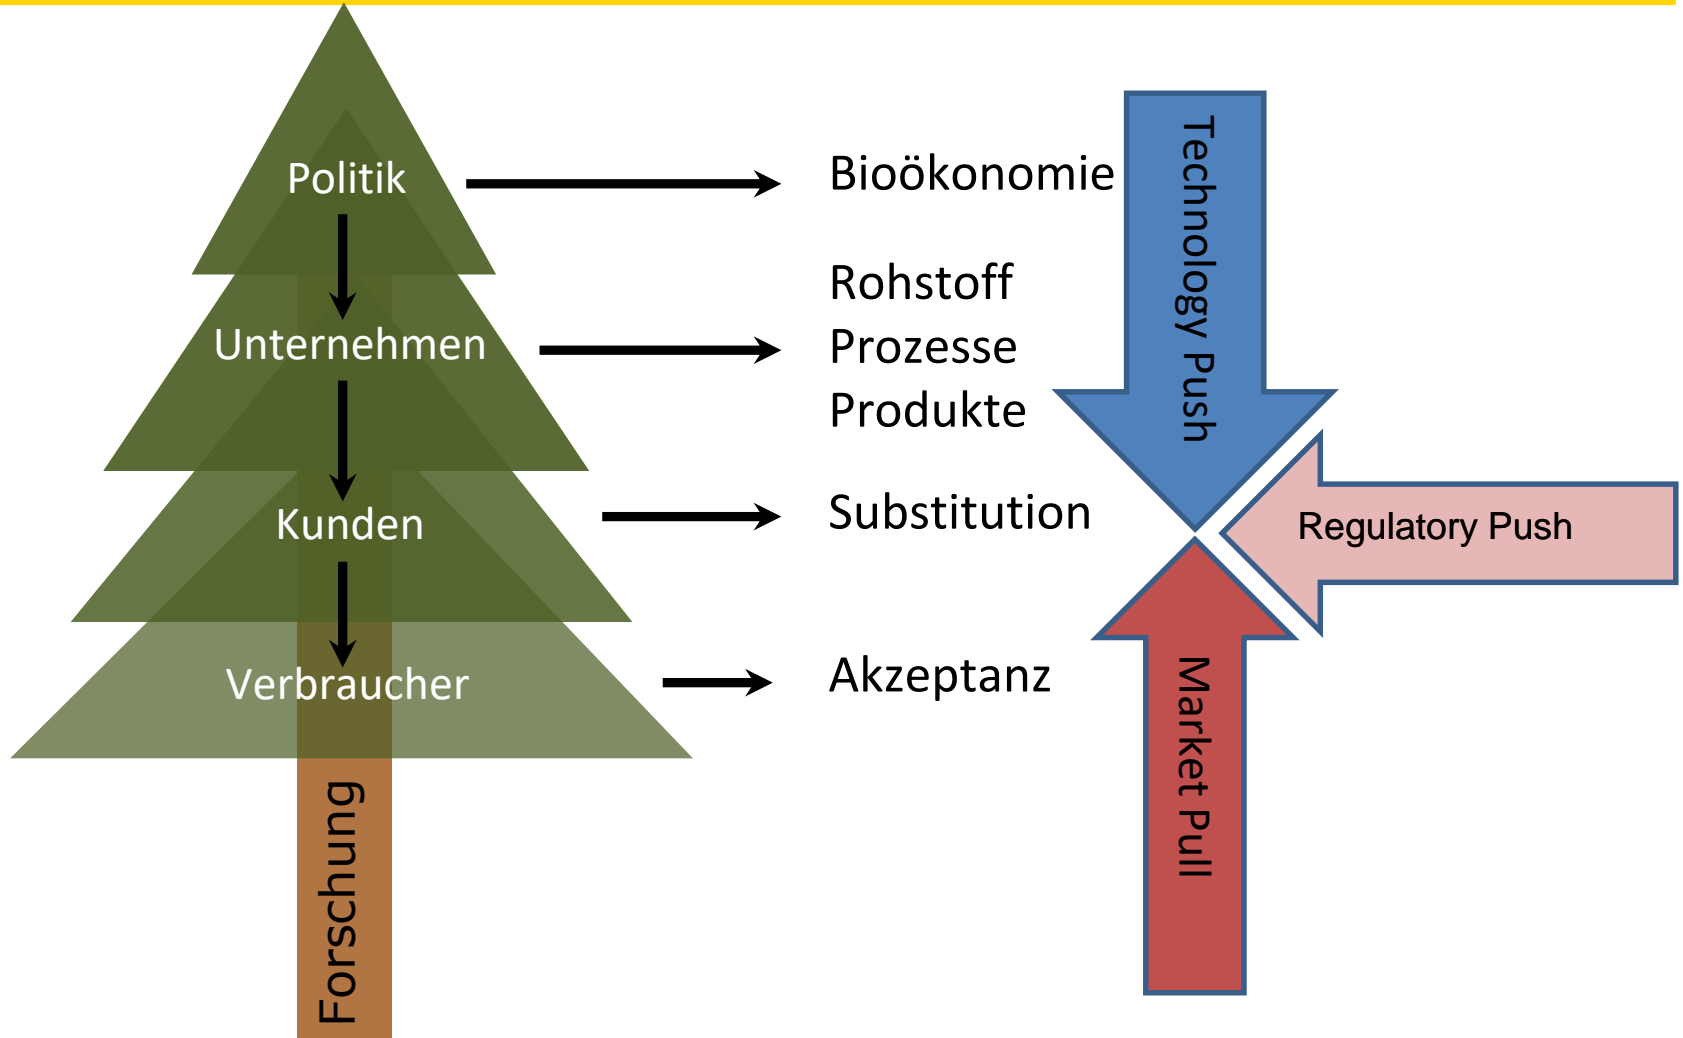 Politik
Bioökonomie
Unternehmen
Rohstoff
Prozesse
Produkte
Kunden
Substitution
Verbraucher
Akzeptanz
Forschung
Technology Push
Regulatory Push
Market Pull